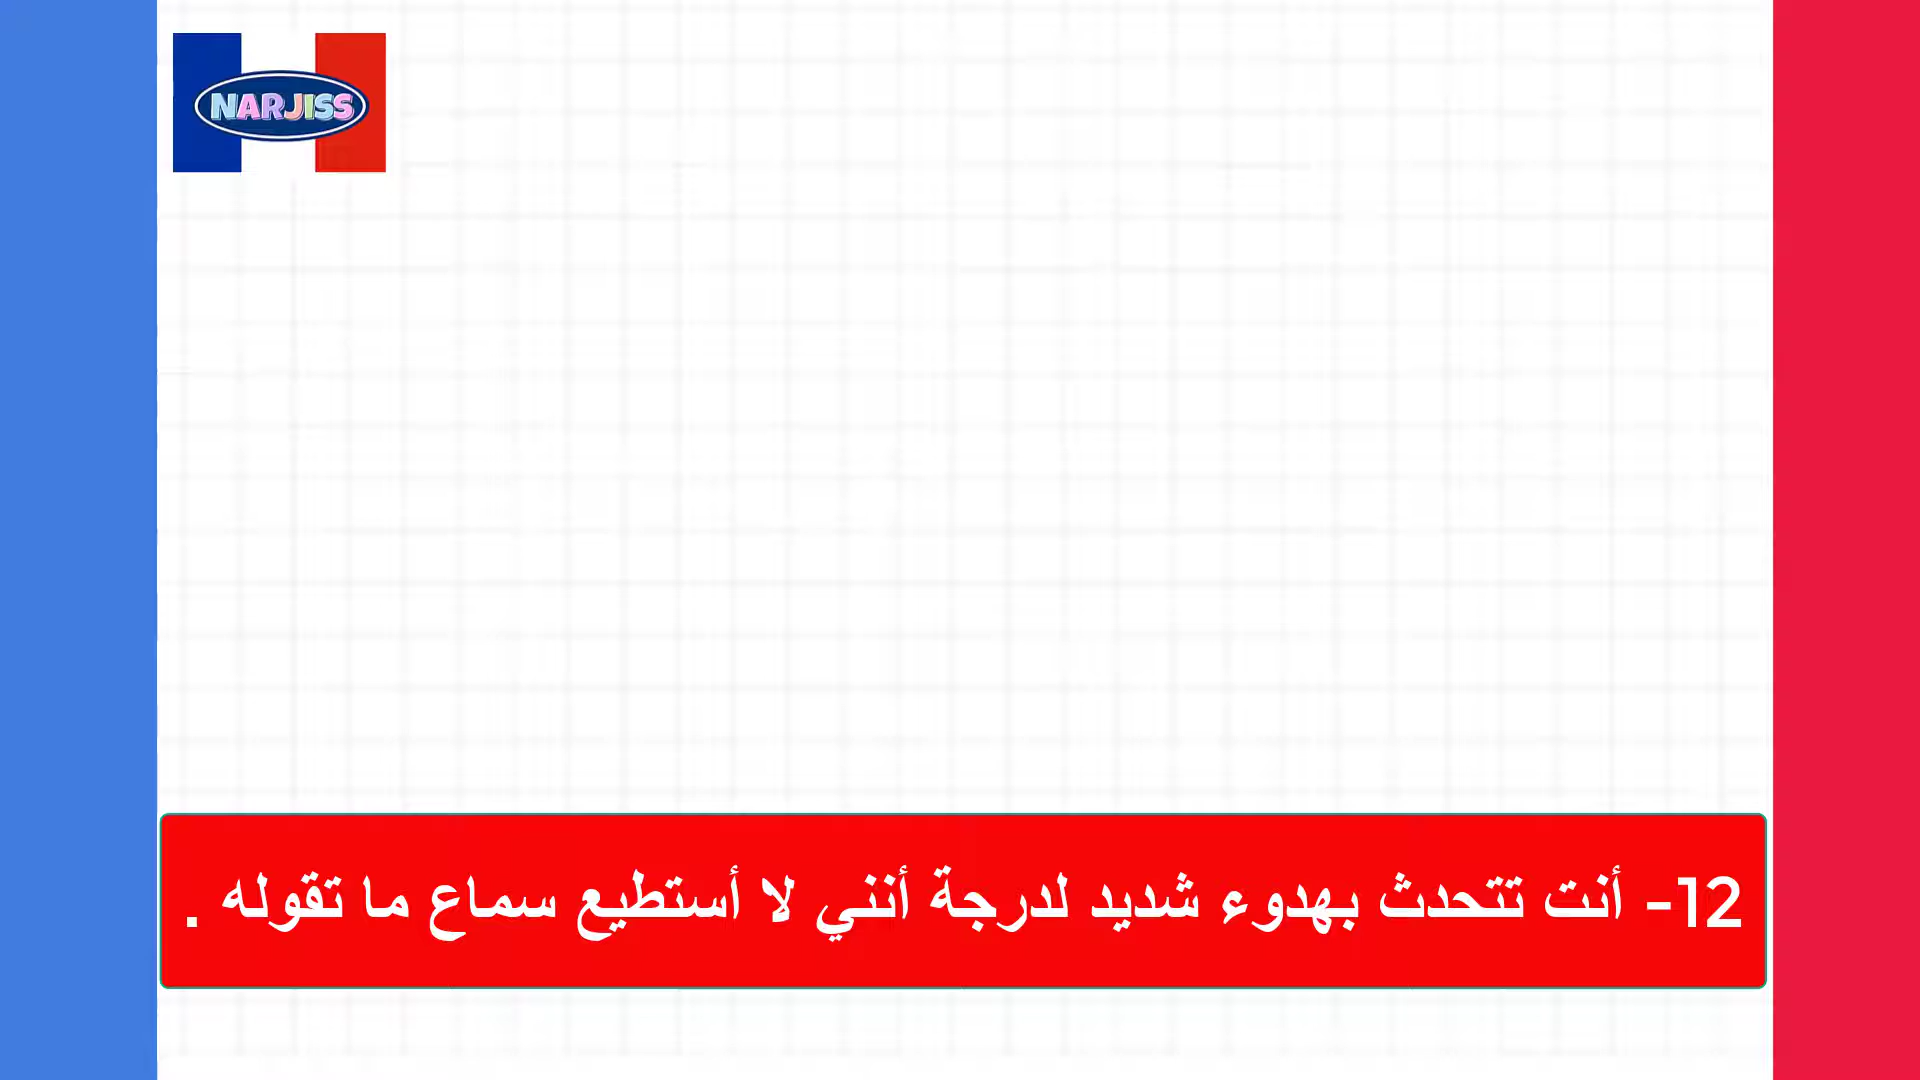 NARJISS
12- أنت تتحدث بهدوء شديد لدرجة أنني لا أستطيع سماع ما تقوله .